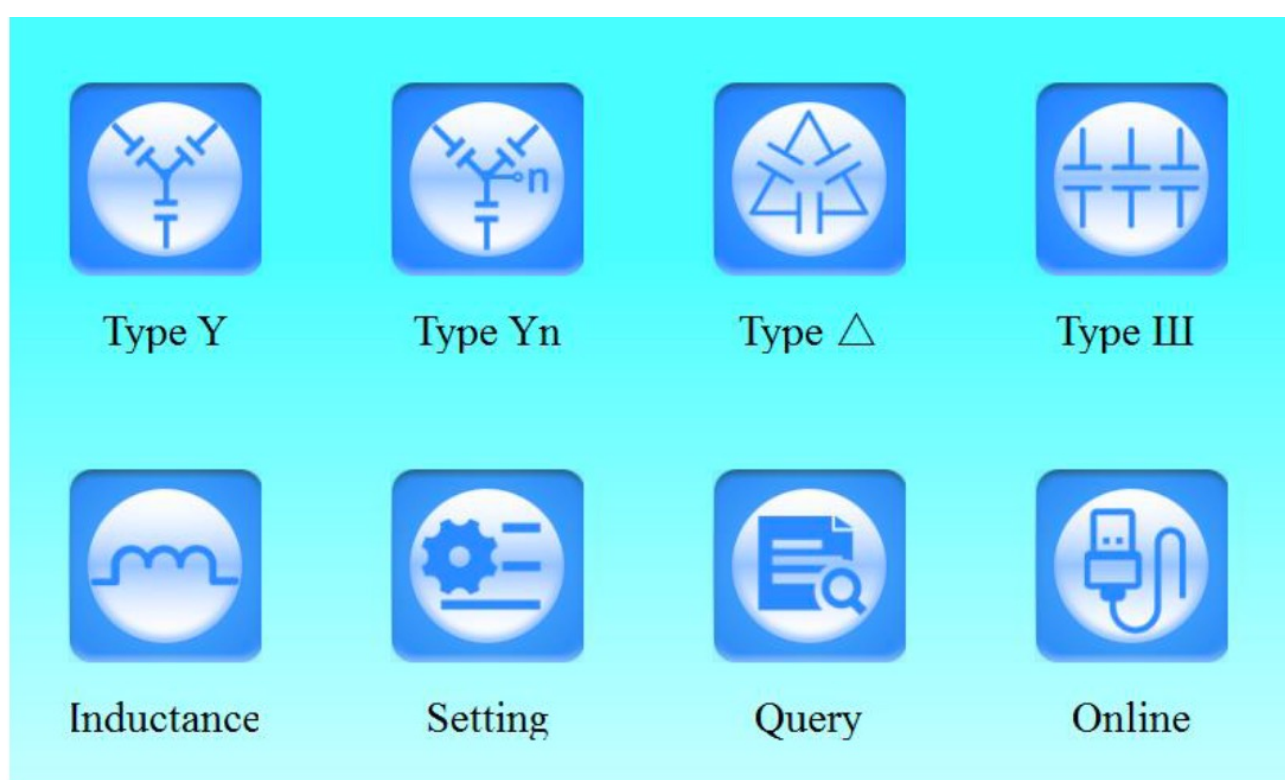 n
Type Y
Type Yn
Type △
Type III
Inductance
Setting
Query
Online